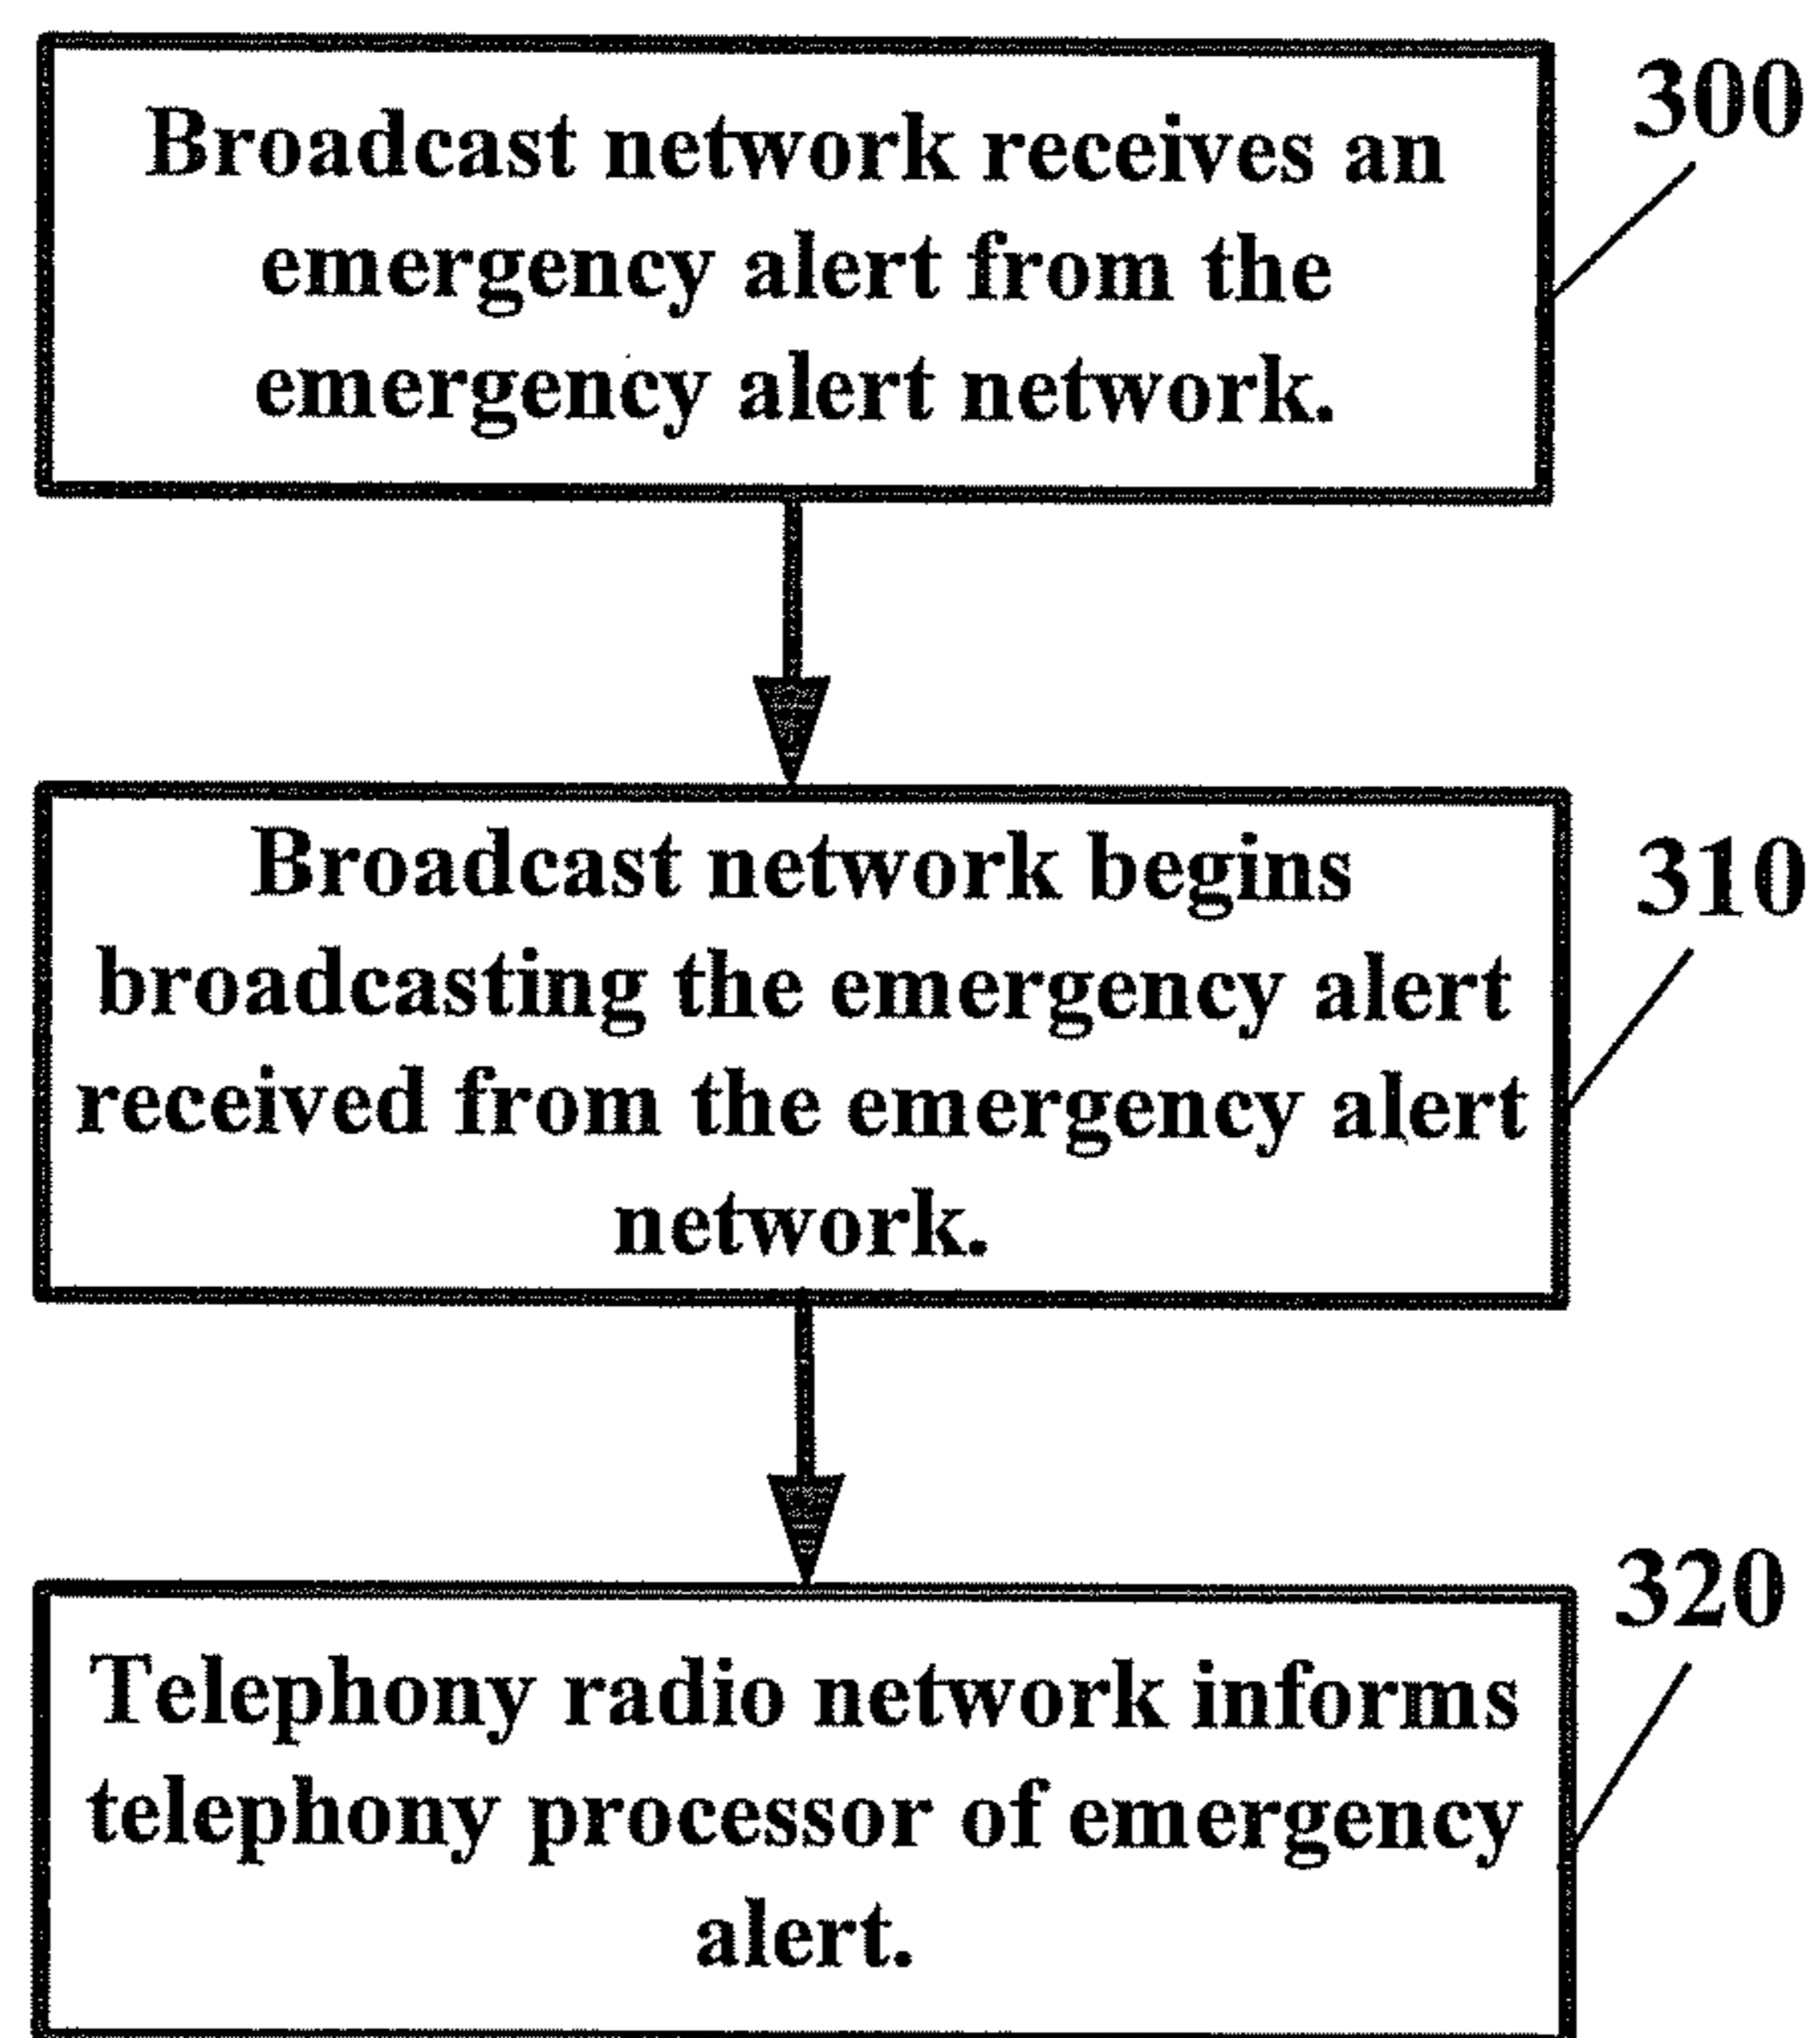 Broadcast network receives an
emergency alert from the
emergency alert network.
300
Broadcast network begins
broadcasting the emergency alert
received from the emergency alert
network.
310
Telephony radio network informs
telephony processor of emergency
alert.
320